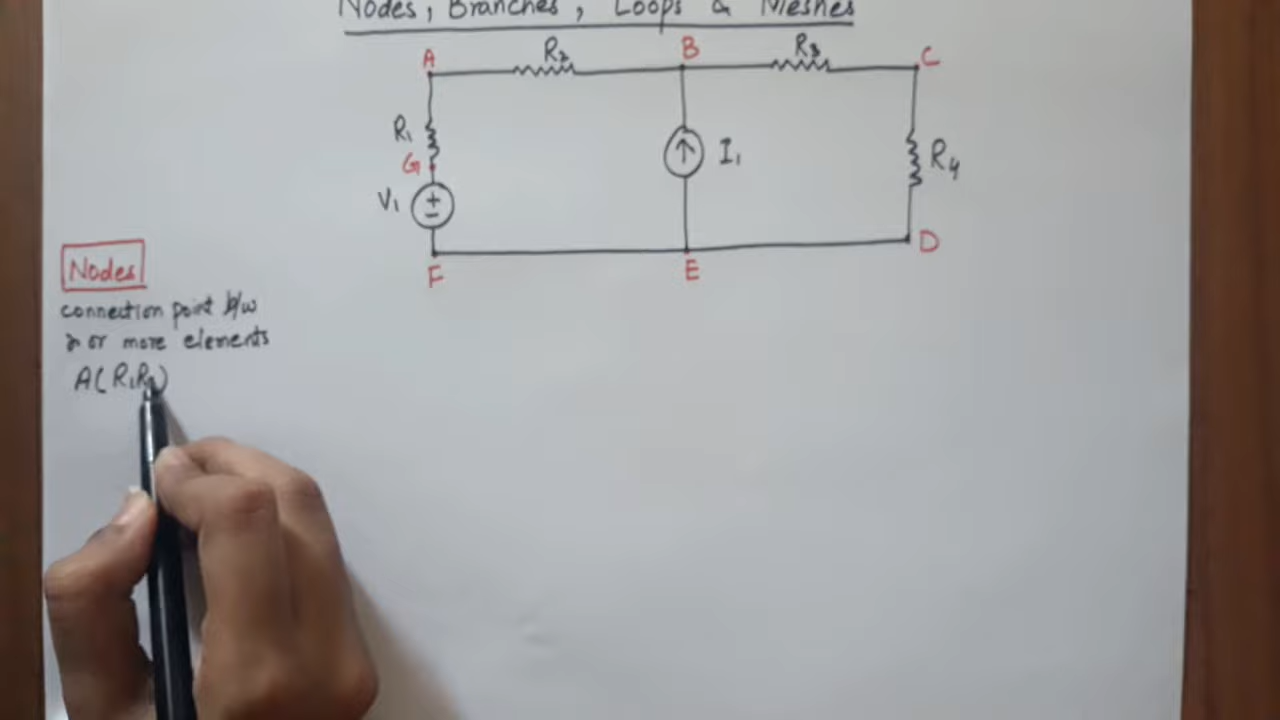 Nodes, Branches, Loops & Meshes
A R2 B R3 C
R1
G
V1
I1
R4
F E D
Nodes
connection point b/w
2 or more elements
A(R1R2)